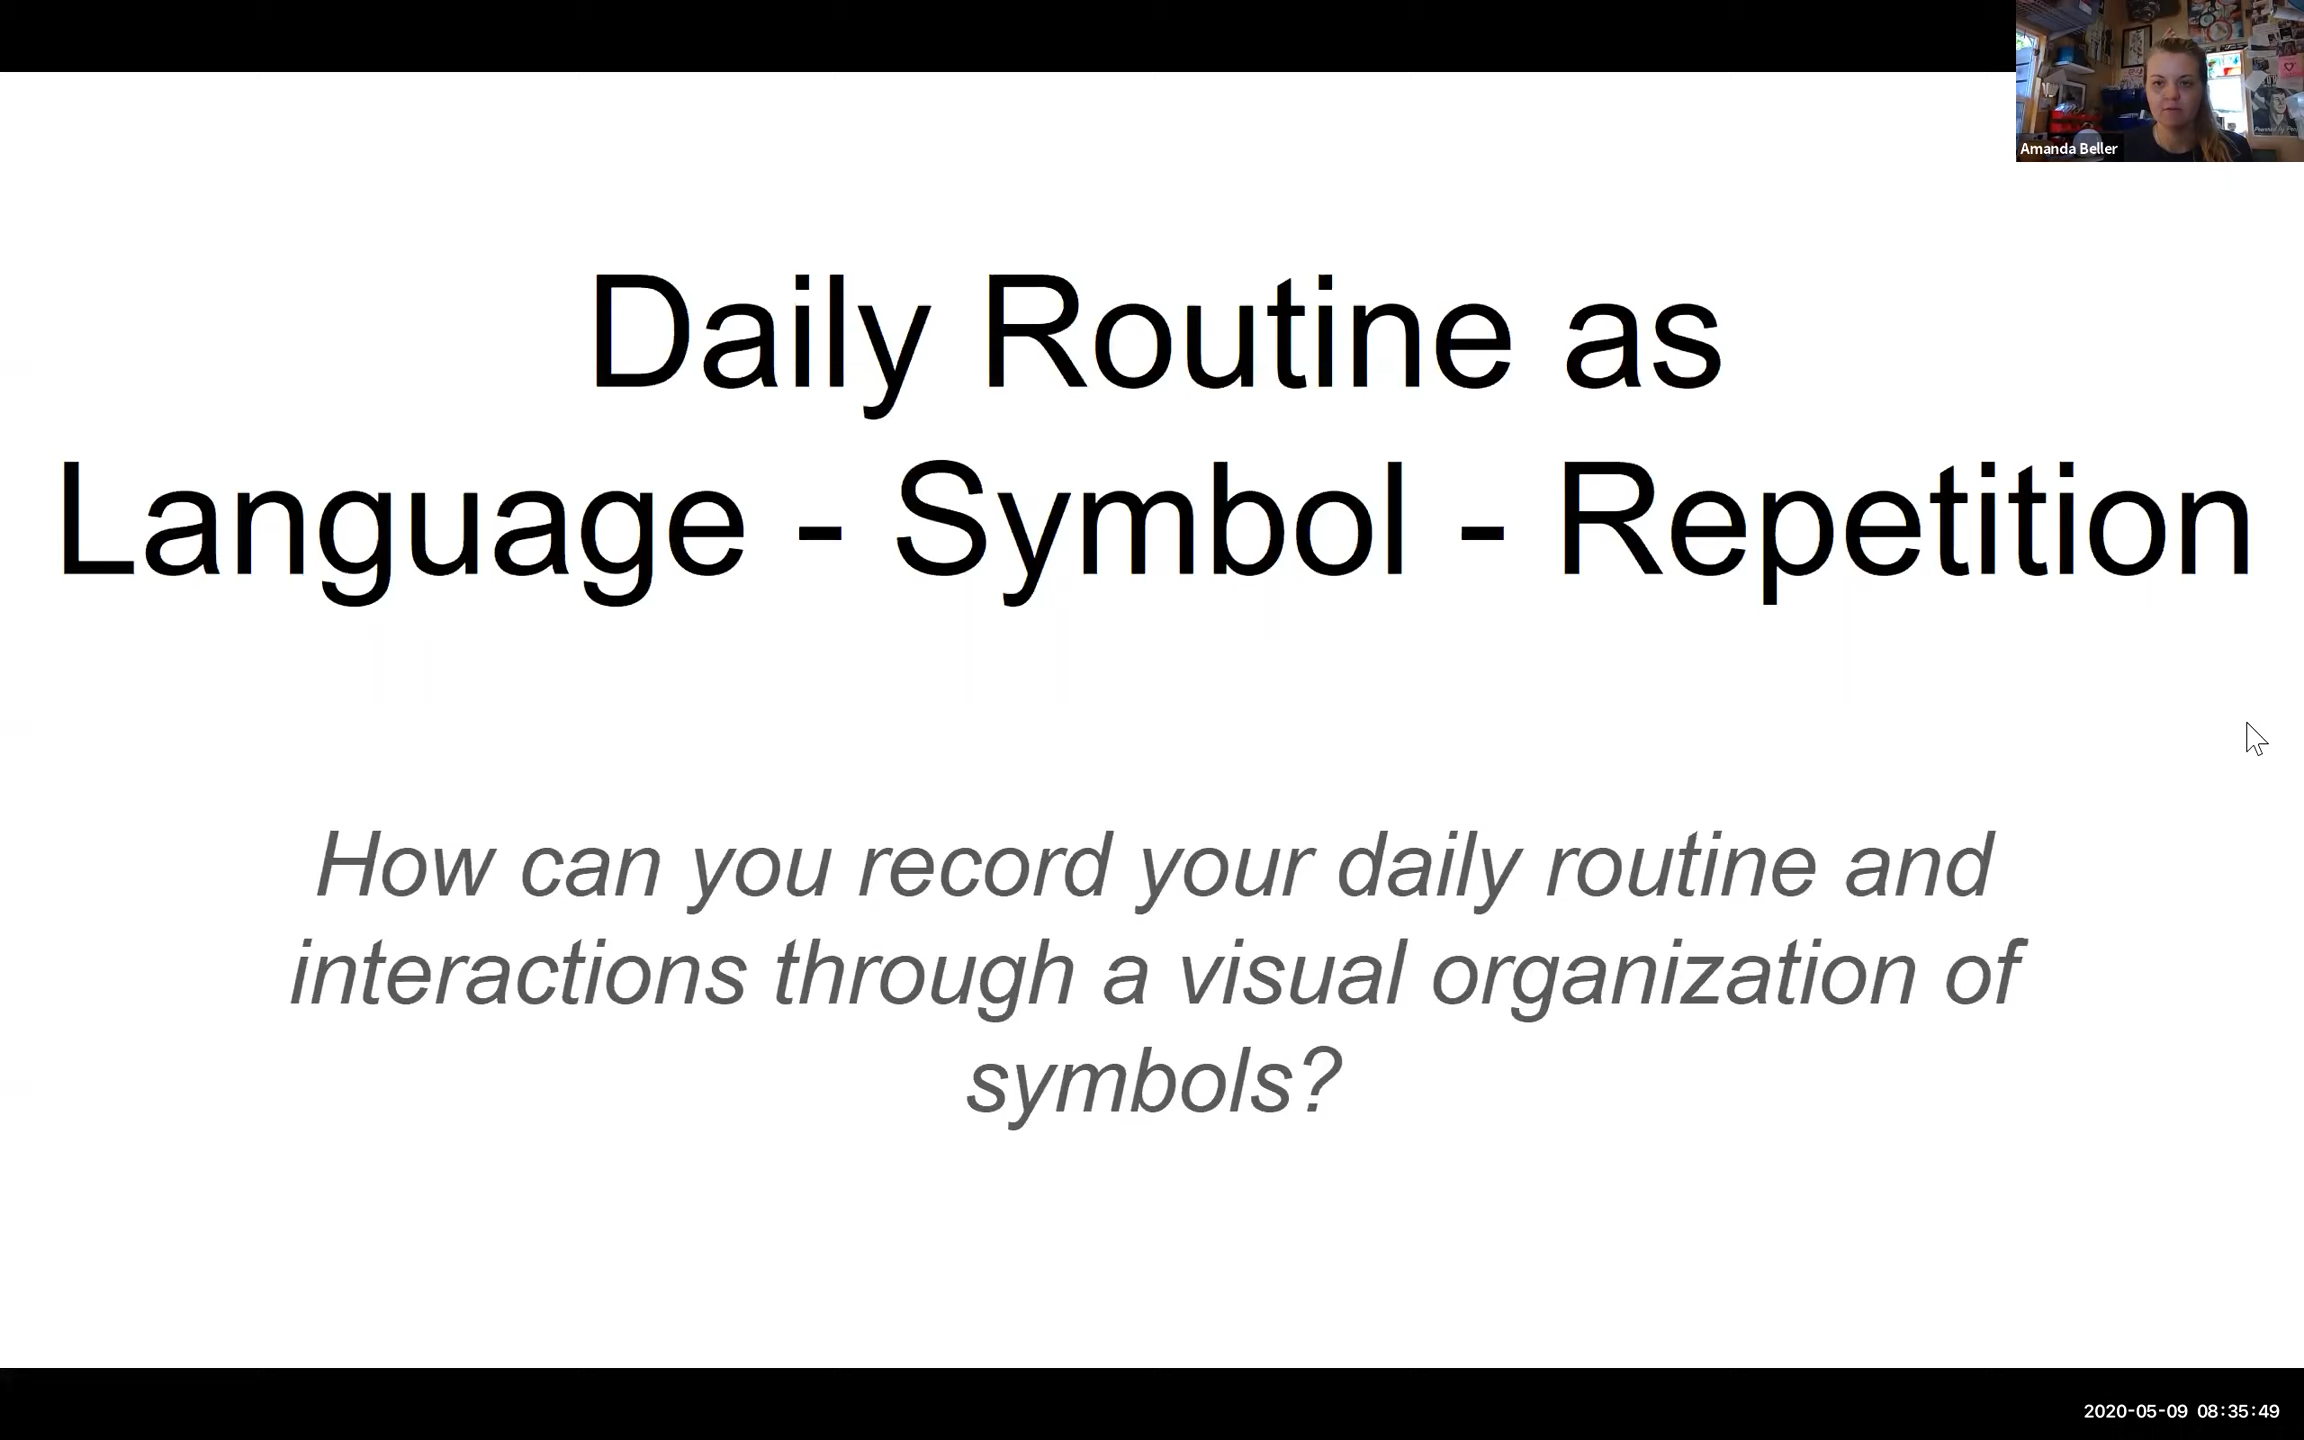 Amanda Beller
Daily Routine as
Language - Symbol - Repetition
How can you record your daily routine and
interactions through a visual organization of
symbols?
2020-05-09 08:35:49